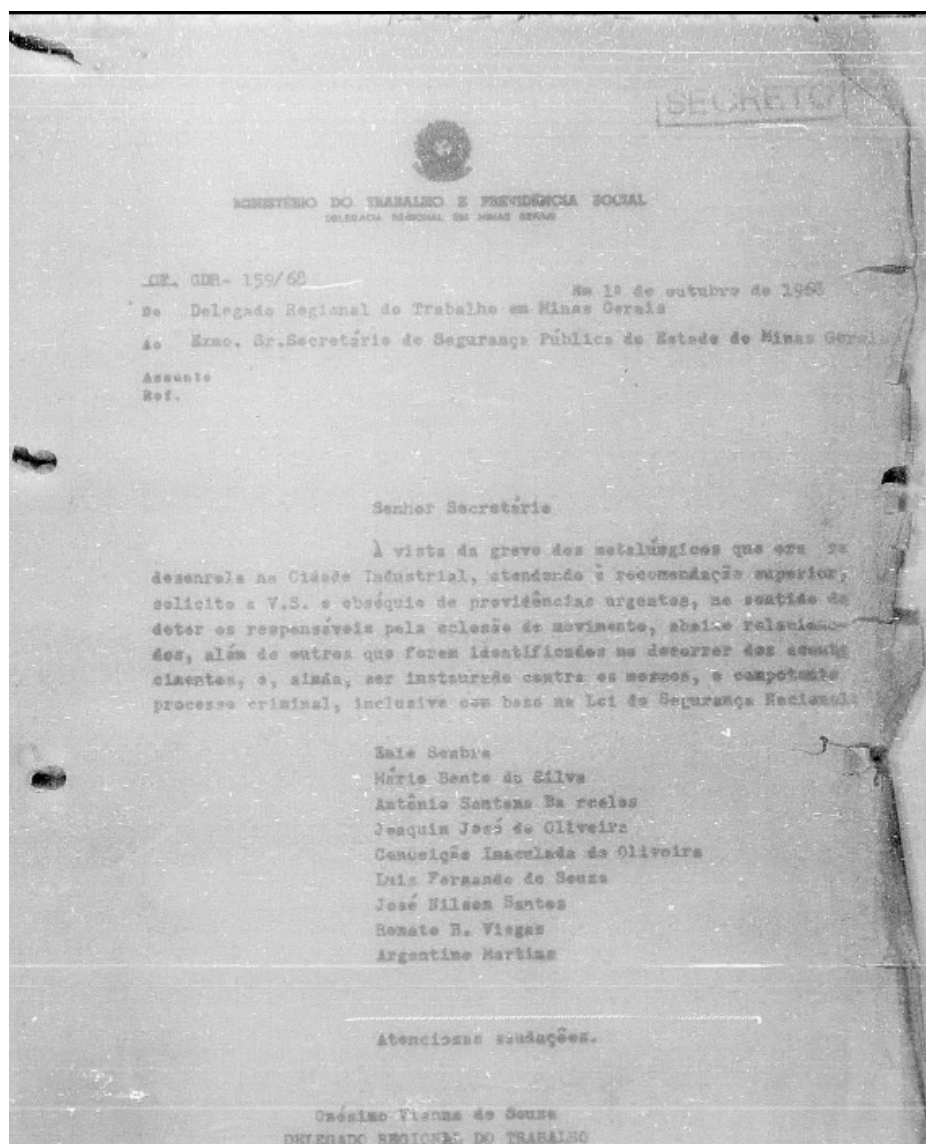 SECRETO
MINISTÉRIO DO TRABALHO E PREVIDÊNCIA SOCIAL
DELEGACIA REGIONAL EM MINAS GERAIS
OF. GDR- 159/68
Em 1º de outubro de 1968
De Delegado Regional do Trabalho em Minas Gerais
Ao Exmo. Sr.Secretário de Segurança Pública do Estado de Minas Gerais
Assunto
Ref.
Senhor Secretário
À vista da greve dos metalúrgicos que ora se
desenrola na Cidade Industrial, atendendo à recomendação superior,
solicito a V.S. o obséquio de providências urgentes, no sentido de
deter os responsáveis pela eclosão do movimento, abaixo relaciona-
dos, além de outros que forem identificados no decorrer dos aconte
cimentos, e, ainda, ser instaurado contra os mesmos, o competente
processo criminal, inclusive com base na Lei de Segurança Nacional:
Ênio Seabra
Mário Bento da Silva
Antônio Santana Ba rcelos
Joaquim José de Oliveira
Conceição Imaculada de Oliveira
Luiz Fernando de Souza
José Nilson Santos
Renato B. Viegas
Argentino Martins
Atenciosas saudações.
Onésimo Vianna de Souza
DELEGADO REGIONAL DO TRABALHO